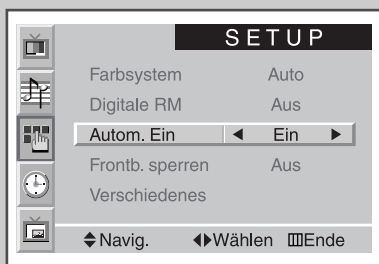 SETUP
Farbsystem Auto
Digitale RM Aus
Autom. Ein ◀ Ein ▶
Frontb. sperren Aus
Verschiedenes
Navig. Wählen Ende